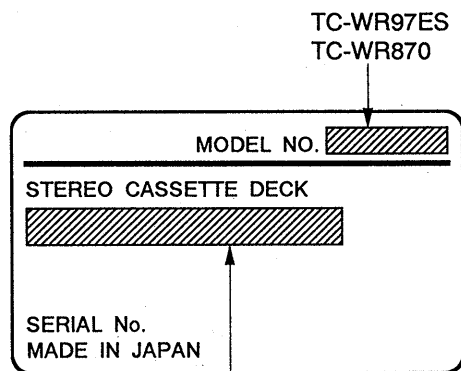 TC-WR97ES
TC-WR870
MODEL NO.
STEREO CASSETTE DECK
SERIAL No.
MADE IN JAPAN